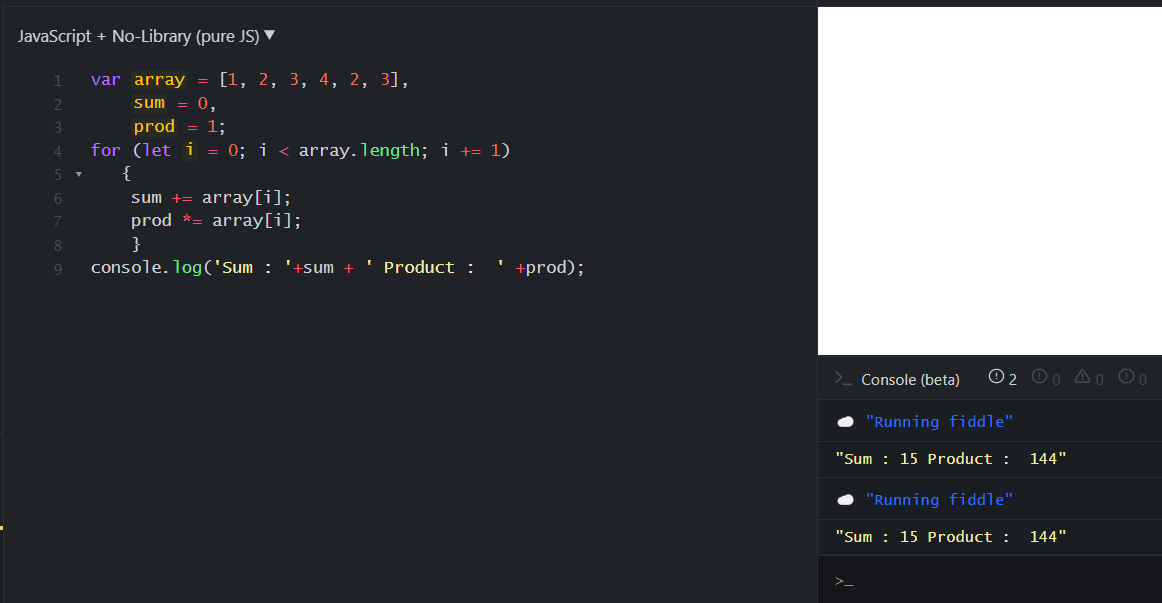 JavaScript + No-Library (pure JS) ▼
1 var array = [1, 2, 3, 4, 2, 3],
2     sum = 0,
3     prod = 1;
4 for (let i = 0; i < array.length; i += 1)
5 ▾    {
6     sum += array[i];
7     prod *= array[i];
8     }
9 console.log('Sum : '+sum + ' Product :  ' +prod);
>_ Console (beta) 2 0 0 0
"Running fiddle"
"Sum : 15 Product :  144"
"Running fiddle"
"Sum : 15 Product :  144"
>_